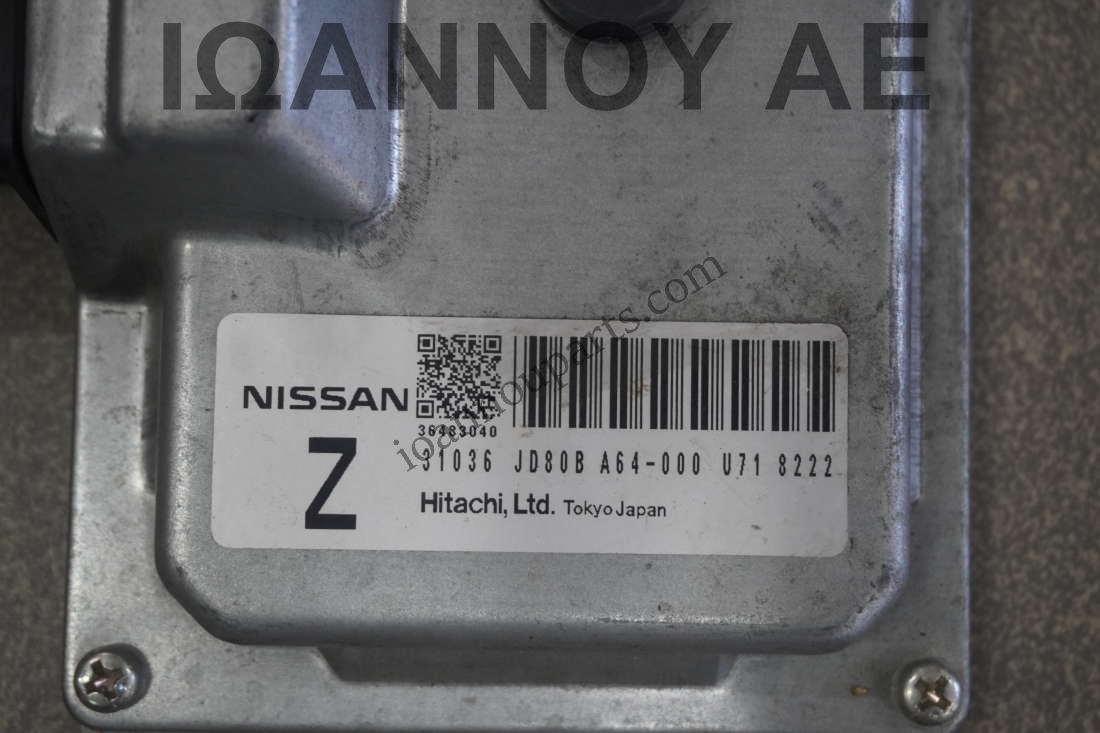 ΙΩΑΝΝΟΥ ΑΕ
ioannouparts.com
NISSAN
Z
36483040
31036 JD80B A64-000 U71 8222
Hitachi, Ltd. Tokyo Japan